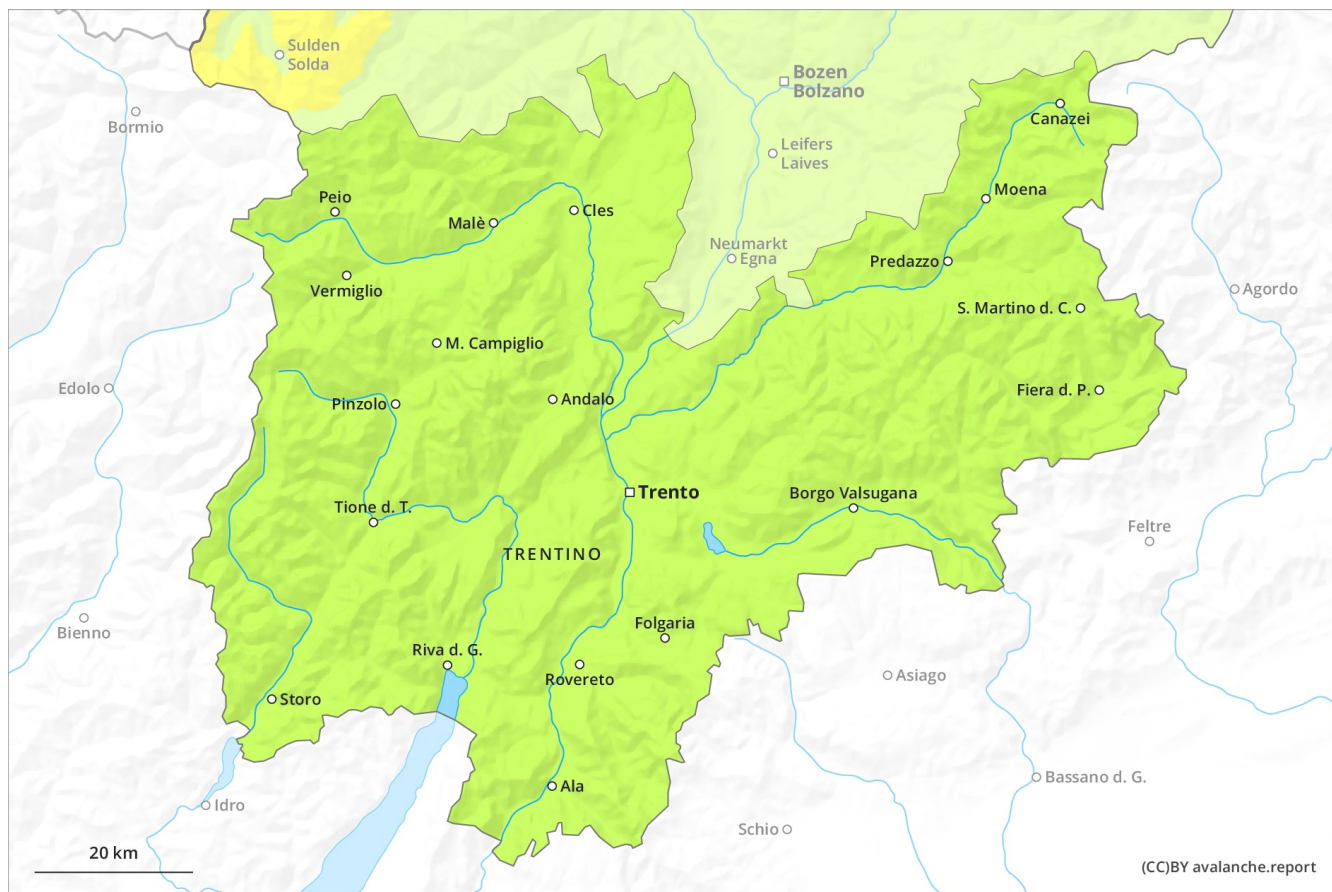 Sulden
Solda
Bozen
Bolzano
Canazei
Bormio
Leifers
Laives
Peio
Malè
Cles
Moena
Neumarkt
Egna
Predazzo
Vermiglio
Agordo
S. Martino d. C.
M. Campiglio
Edolo
Andalo
Fiera d. P.
Pinzolo
Trento
Borgo Valsugana
Tione d. T.
Feltre
TRENTINO
Bienno
Folgaria
Riva d. G.
Rovereto
Asiago
Storo
Bassano d. G.
Ala
Idro
Schio
20 km
(CC)BY avalanche.report